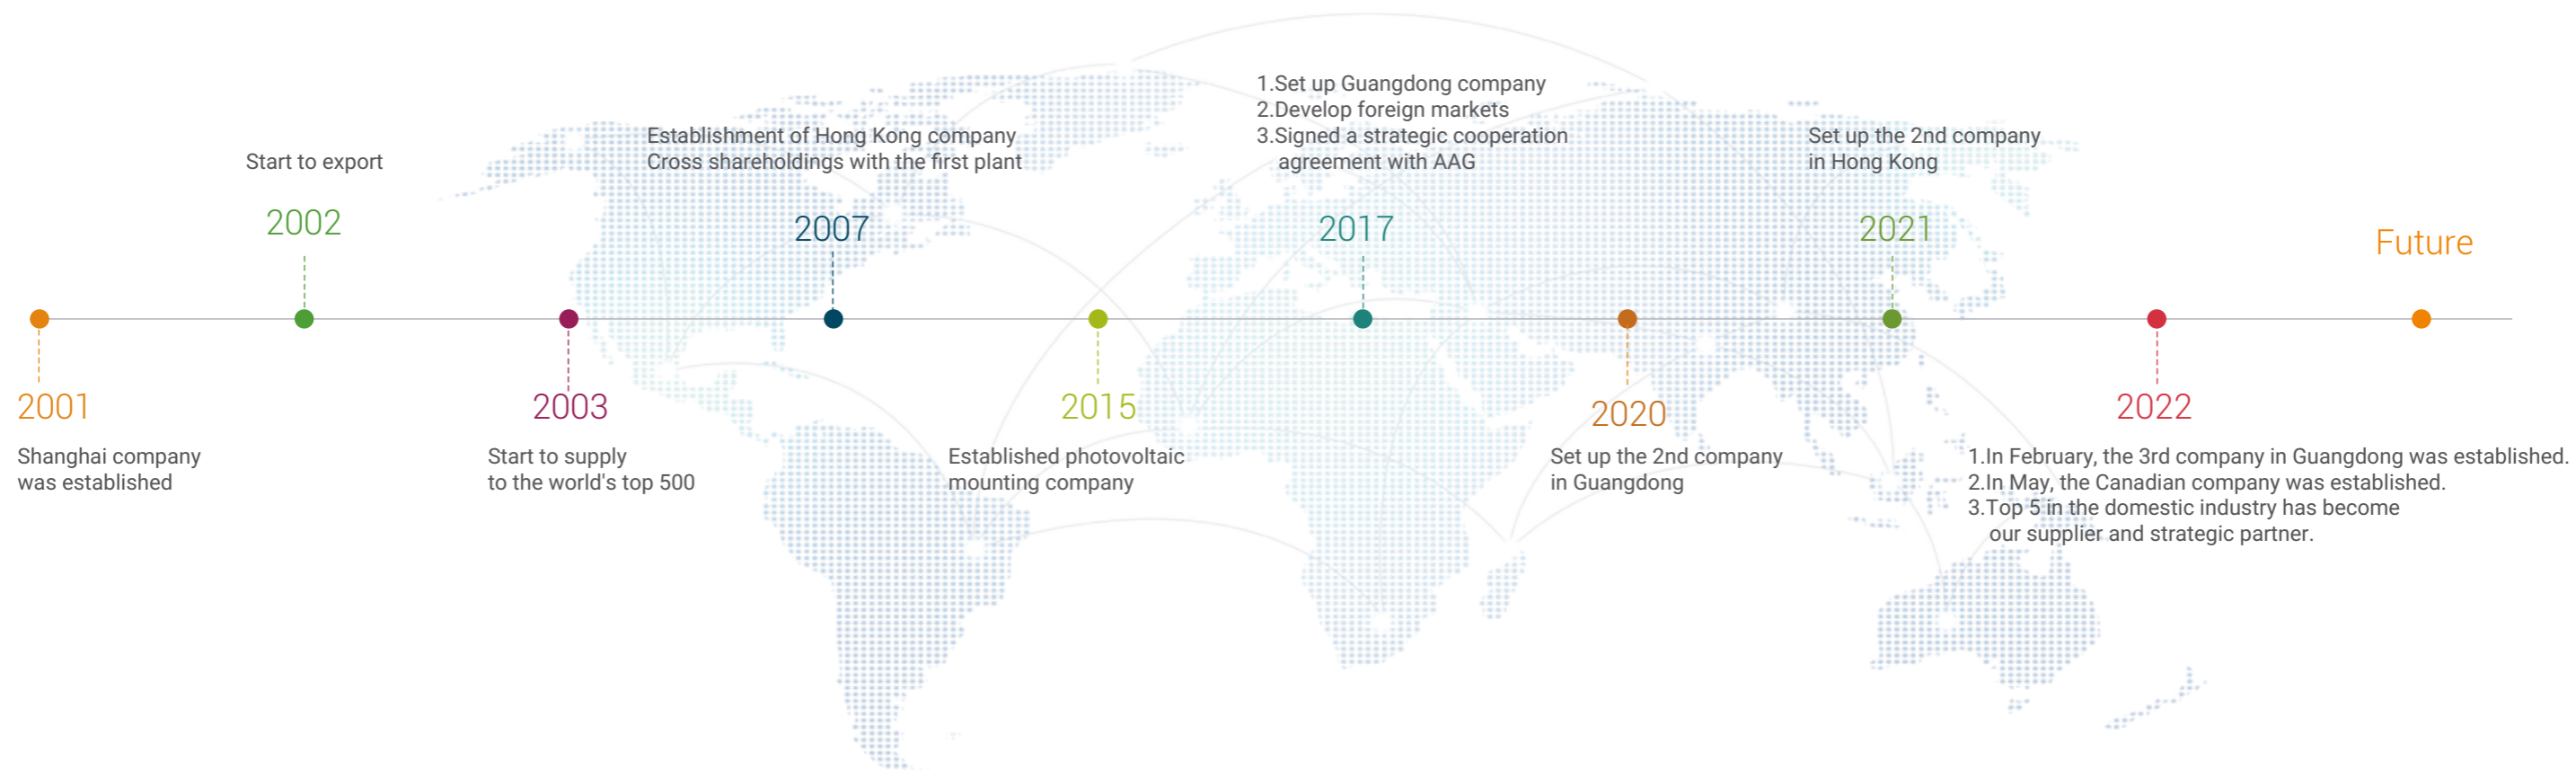 2001
Shanghai company
was established
Start to export
2002
2003
Start to supply
to the world's top 500
Establishment of Hong Kong company
Cross shareholdings with the first plant
2007
2015
Established photovoltaic
mounting company
1.Set up Guangdong company
2.Develop foreign markets
3.Signed a strategic cooperation
agreement with AAG
2017
2020
Set up the 2nd company
in Guangdong
Set up the 2nd company
in Hong Kong
2021
2022
1.In February, the 3rd company in Guangdong was established.
2.In May, the Canadian company was established.
3.Top 5 in the domestic industry has become
our supplier and strategic partner.
Future